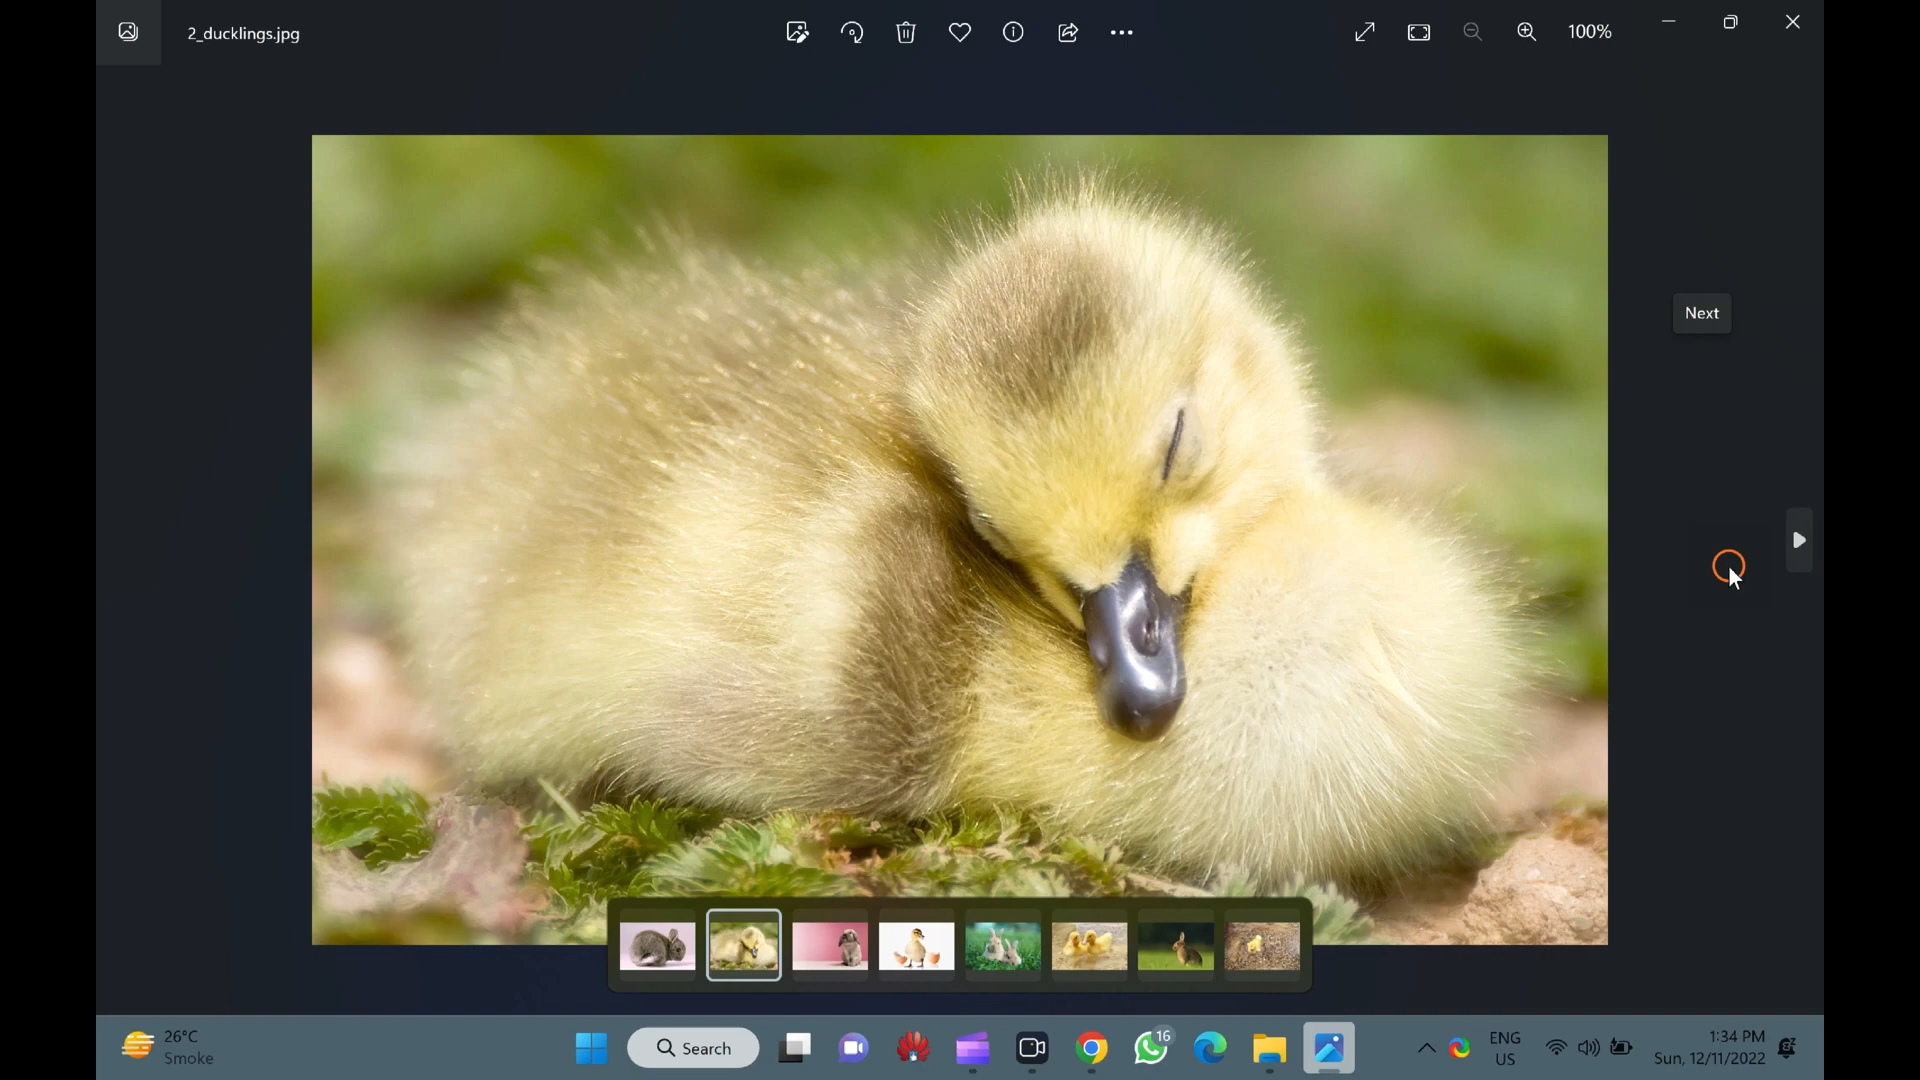 2_ducklings.jpg
100%
Next
26°C
Smoke
Search
16
ENG
US
1:34 PM
Sun, 12/11/2022